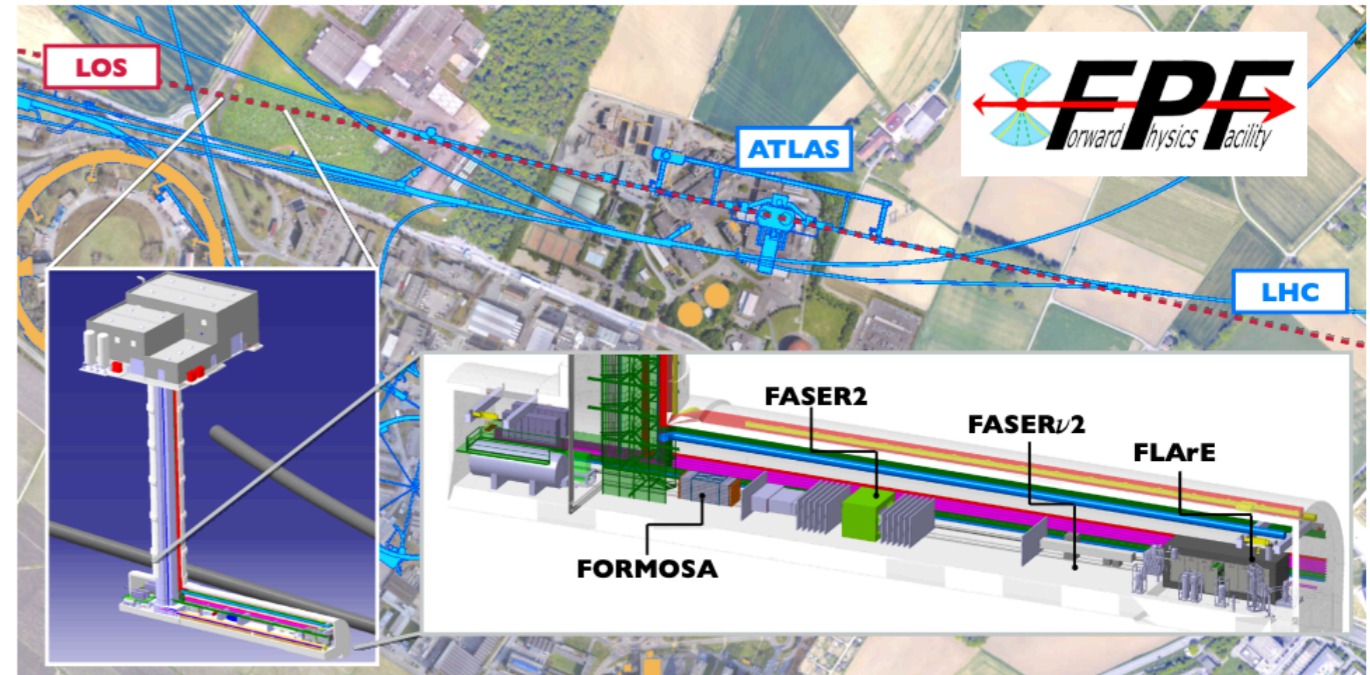 LOS
FPF
Forward Physics Facility
ATLAS
LHC
FASER2
FASERν2
FLArE
FORMOSA